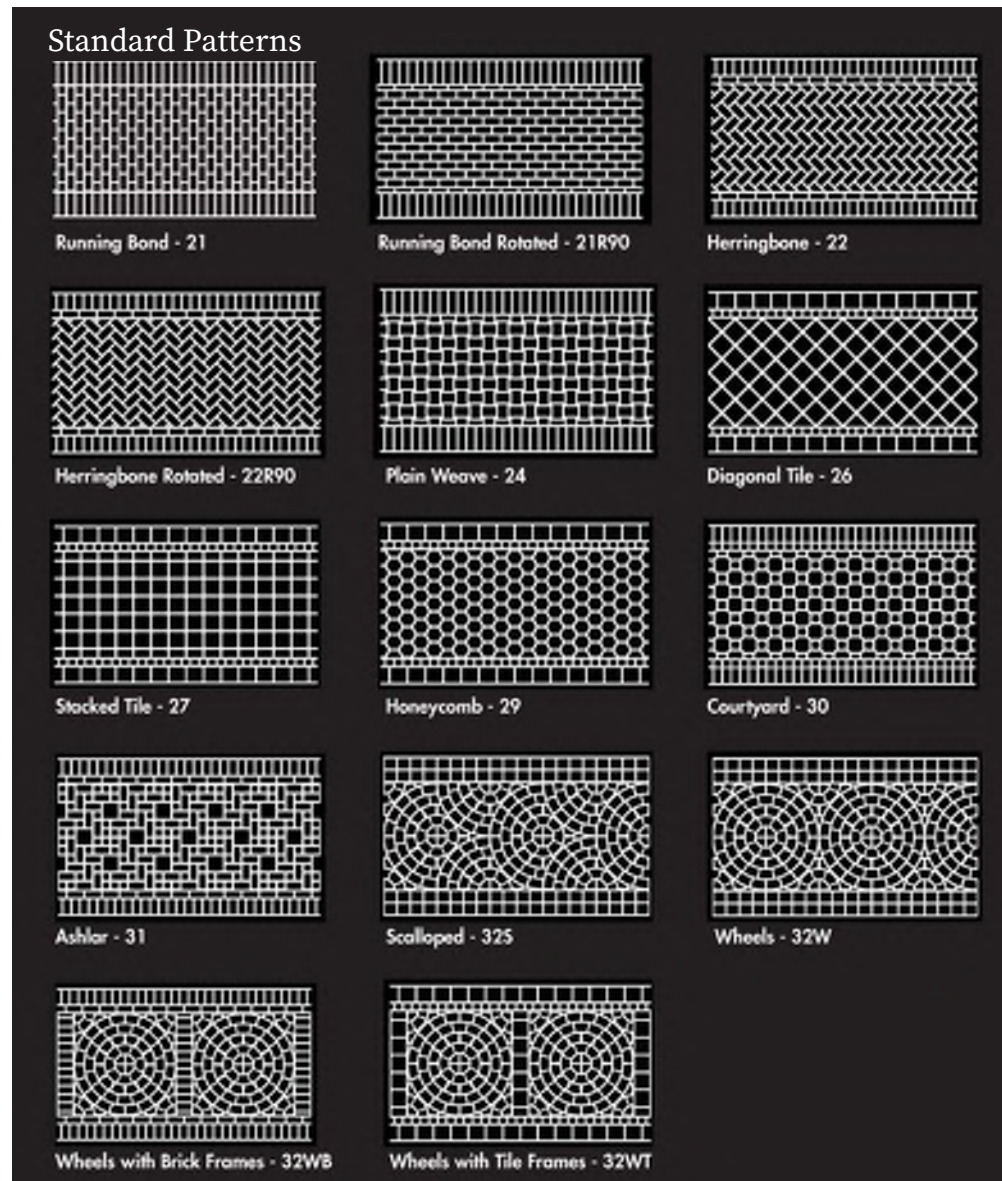 Standard Patterns
Running Bond - 21
Running Bond Rotated - 21R90
Herringbone - 22
Herringbone Rotated - 22R90
Plain Weave - 24
Diagonal Tile - 26
Stacked Tile - 27
Honeycomb - 29
Courtyard - 30
Ashlar - 31
Scalloped - 32S
Wheels - 32W
Wheels with Brick Frames - 32WB
Wheels with Tile Frames - 32WT